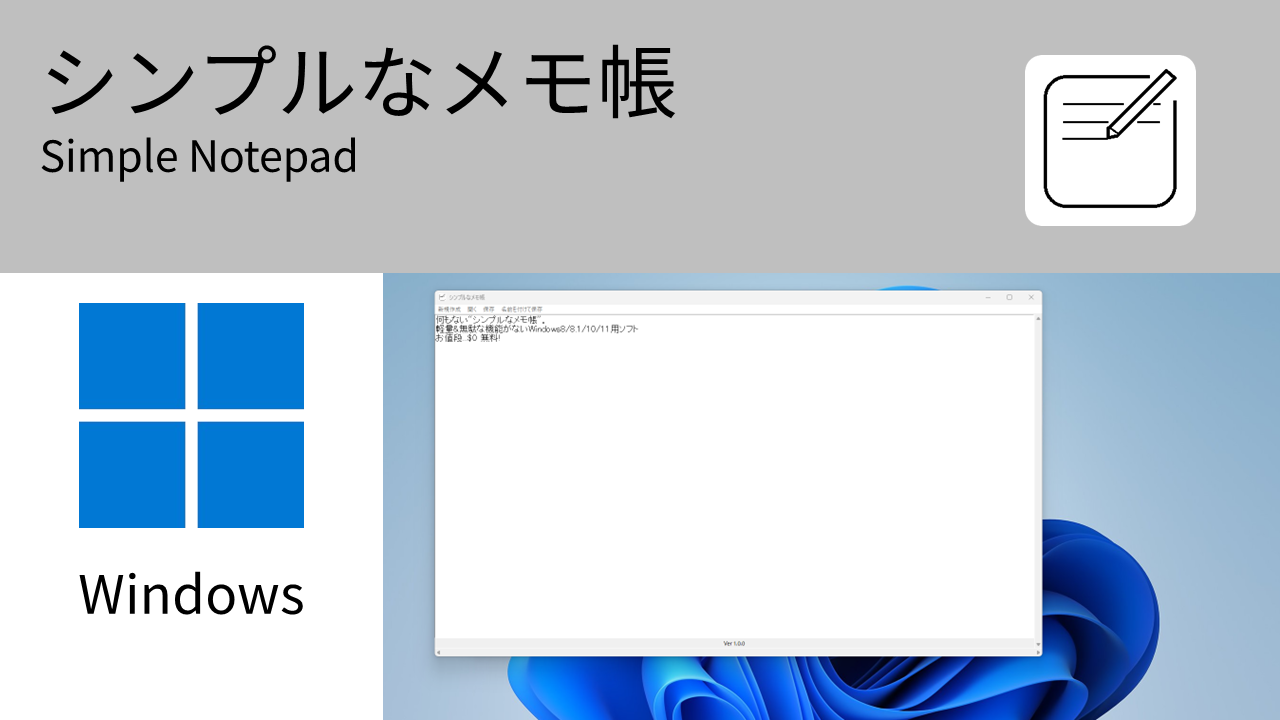 シンプルなメモ帳
Simple Notepad
Windows
シンプルなメモ帳
新規作成 開く 保存 名前を付けて保存
何もない"シンプルなメモ帳"。
軽量&無駄な機能がないWindows8/8.1/10/11用ソフト
お値段...$0 無料!
Ver 1.0.0